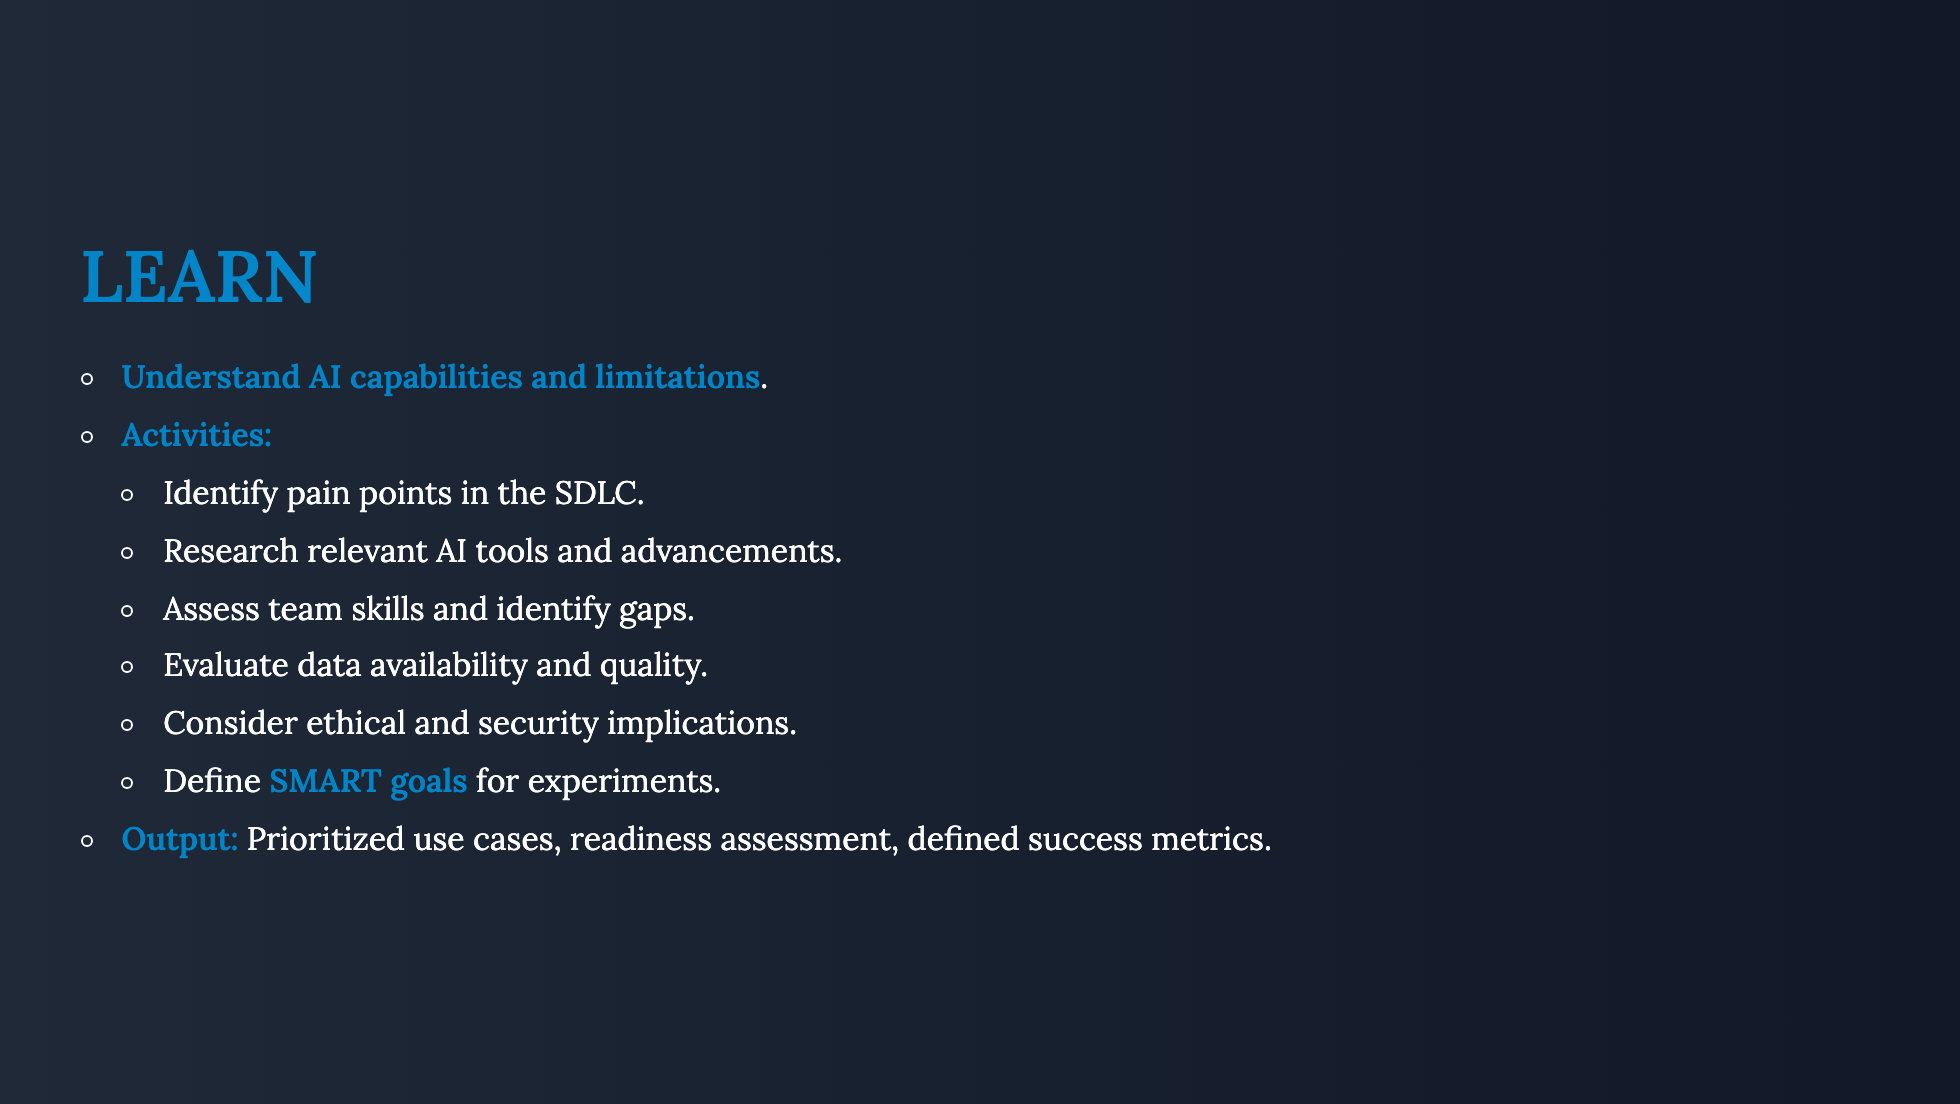 LEARN
Understand AI capabilities and limitations.
Activities:
Identify pain points in the SDLC.
Research relevant AI tools and advancements.
Assess team skills and identify gaps.
Evaluate data availability and quality.
Consider ethical and security implications.
Define SMART goals for experiments.
Output: Prioritized use cases, readiness assessment, defined success metrics.